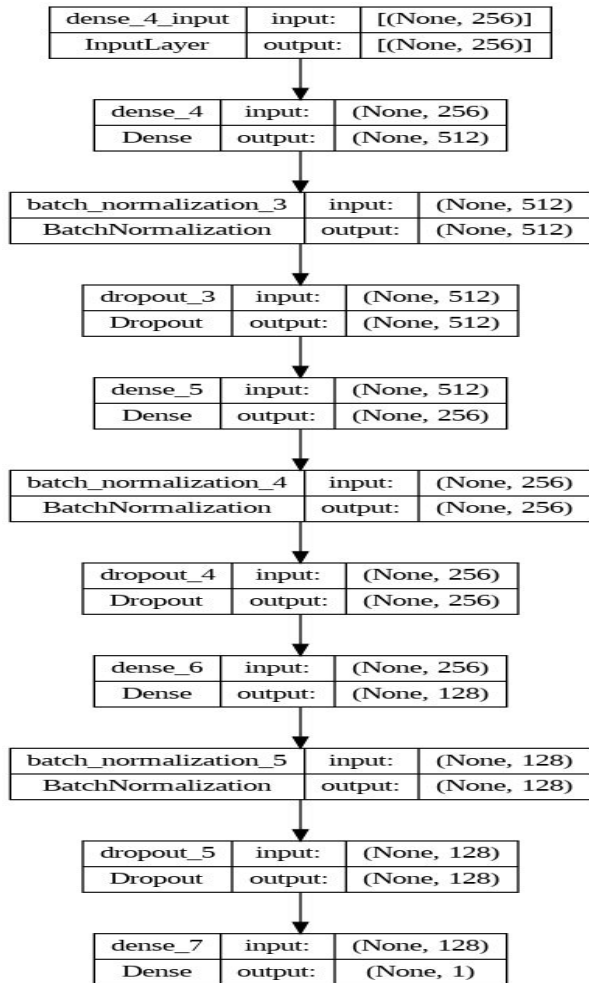 dense_4_input input: [(None, 256)]
InputLayer output: [(None, 256)]
dense_4 input: (None, 256)
Dense output: (None, 512)
batch_normalization_3 input: (None, 512)
BatchNormalization output: (None, 512)
dropout_3 input: (None, 512)
Dropout output: (None, 512)
dense_5 input: (None, 512)
Dense output: (None, 256)
batch_normalization_4 input: (None, 256)
BatchNormalization output: (None, 256)
dropout_4 input: (None, 256)
Dropout output: (None, 256)
dense_6 input: (None, 256)
Dense output: (None, 128)
batch_normalization_5 input: (None, 128)
BatchNormalization output: (None, 128)
dropout_5 input: (None, 128)
Dropout output: (None, 128)
dense_7 input: (None, 128)
Dense output: (None, 1)